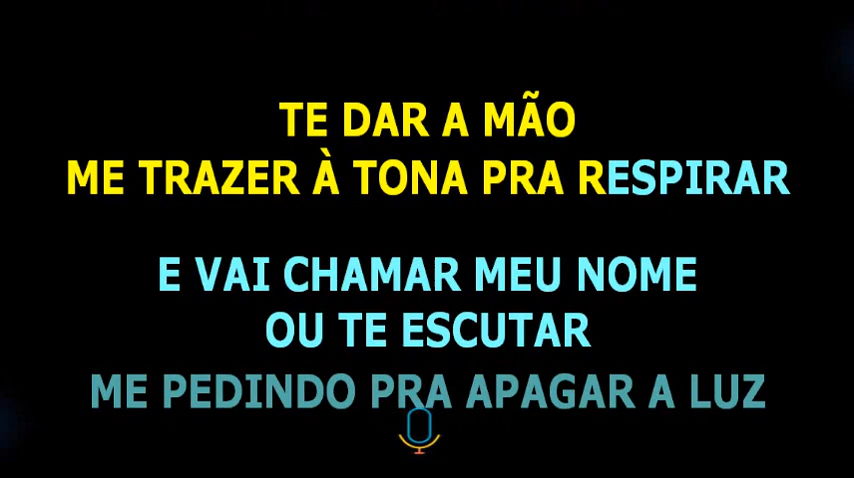 TE DAR A MÃO
ME TRAZER À TONA PRA RESPIRAR
E VAI CHAMAR MEU NOME
OU TE ESCUTAR
ME PEDINDO PRA APAGAR A LUZ